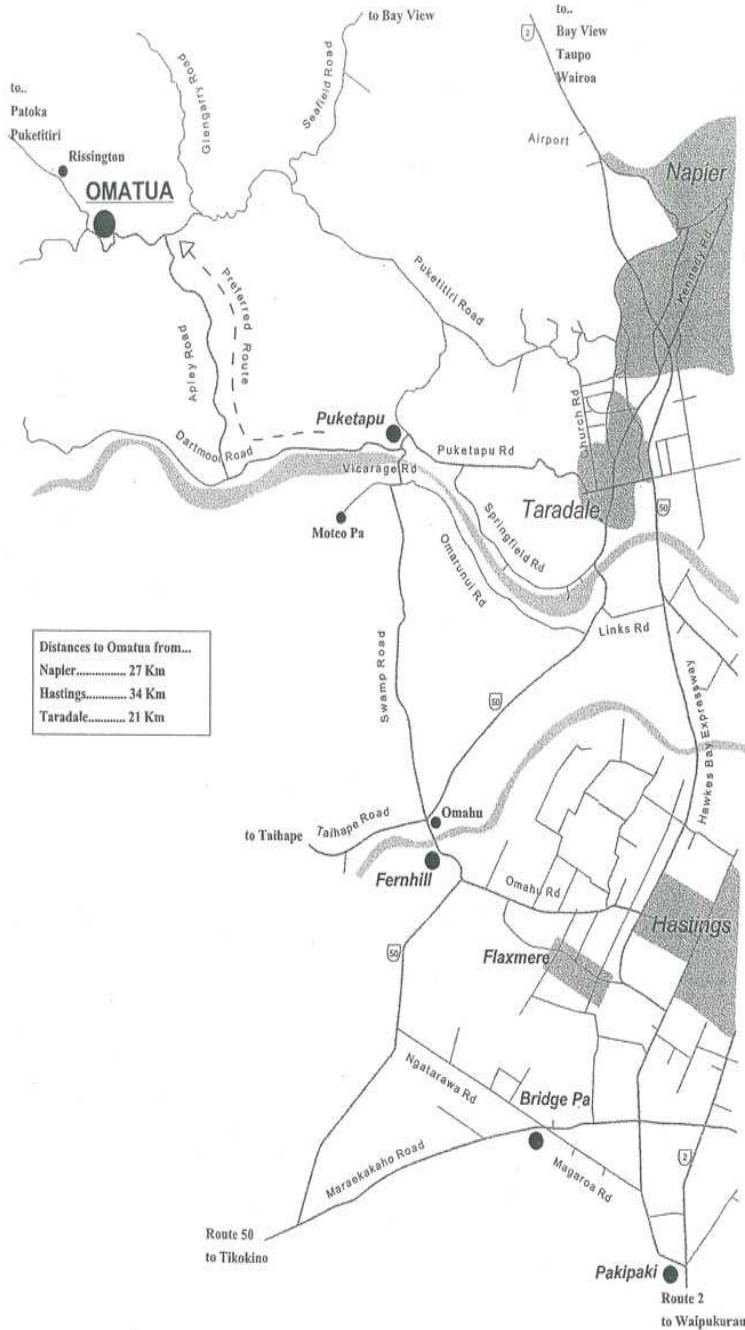 to Bay View
2
to..
Bay View
Taupo
Wairoa
to..
Patoka
Puketitiri
Glengarry Road
Seafield Road
Airport
Rissington
Napier
OMATUA
Kennady Rd
Preferred Route
Puketitiri Road
Apley Road
Church Rd
Puketapu
Dartmoor Road
Puketapu Rd
Vicarage Rd
Taradale
50
Springfield Rd
Moteo Pa
Omarunui Rd
Links Rd
Distances to Omatua from...
Napier................ 27 Km
Hastings............. 34 Km
Taradale............. 21 Km
Swamp Road
50
Hawkes Bay Expressway
Omahu
to Taihape
Taihape Road
Fernhill
Omahu Rd
Hastings
Flaxmere
50
Ngatarawa Rd
Bridge Pa
Maraekakaho Road
Magaroa Rd
2
Route 50
to Tikokino
Pakipaki
Route 2
to Waipukurau